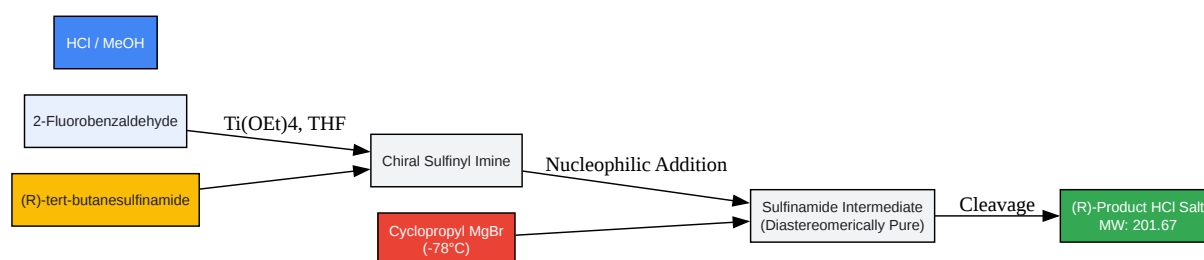 HCl / MeOH
2-Fluorobenzaldehyde
Ti(OEt)4, THF
(R)-tert-butanesulfinamide
Chiral Sulfinyl Imine
Nucleophilic Addition
Cyclopropyl MgBr
(-78°C)
Sulfinamide Intermediate
(Diastereomerically Pure)
Cleavage
(R)-Product HCl Salt
MW: 201.67